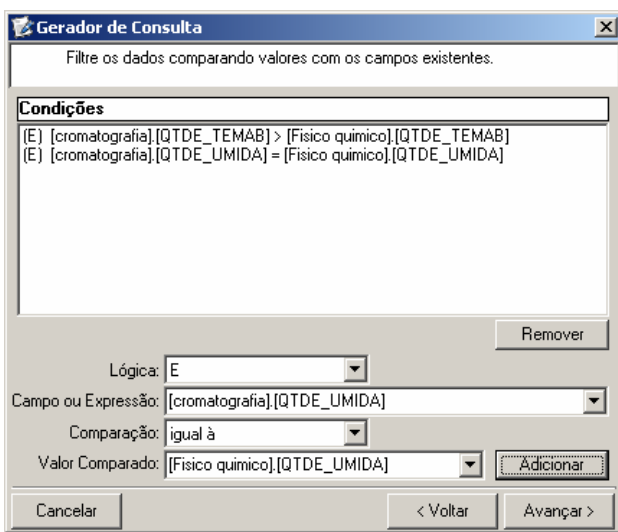 Gerador de Consulta
Filtre os dados comparando valores com os campos existentes.
Condições
(E) [cromatografia].[QTDE_TEMAB] > [Fisico quimico].[QTDE_TEMAB]
(E) [cromatografia].[QTDE_UMIDA] = [Fisico quimico].[QTDE_UMIDA]
Remover
Lógica: E
Campo ou Expressão: [cromatografia].[QTDE_UMIDA]
Comparação: igual à
Valor Comparado: [Fisico quimico].[QTDE_UMIDA] Adicionar
Cancelar < Voltar Avançar >